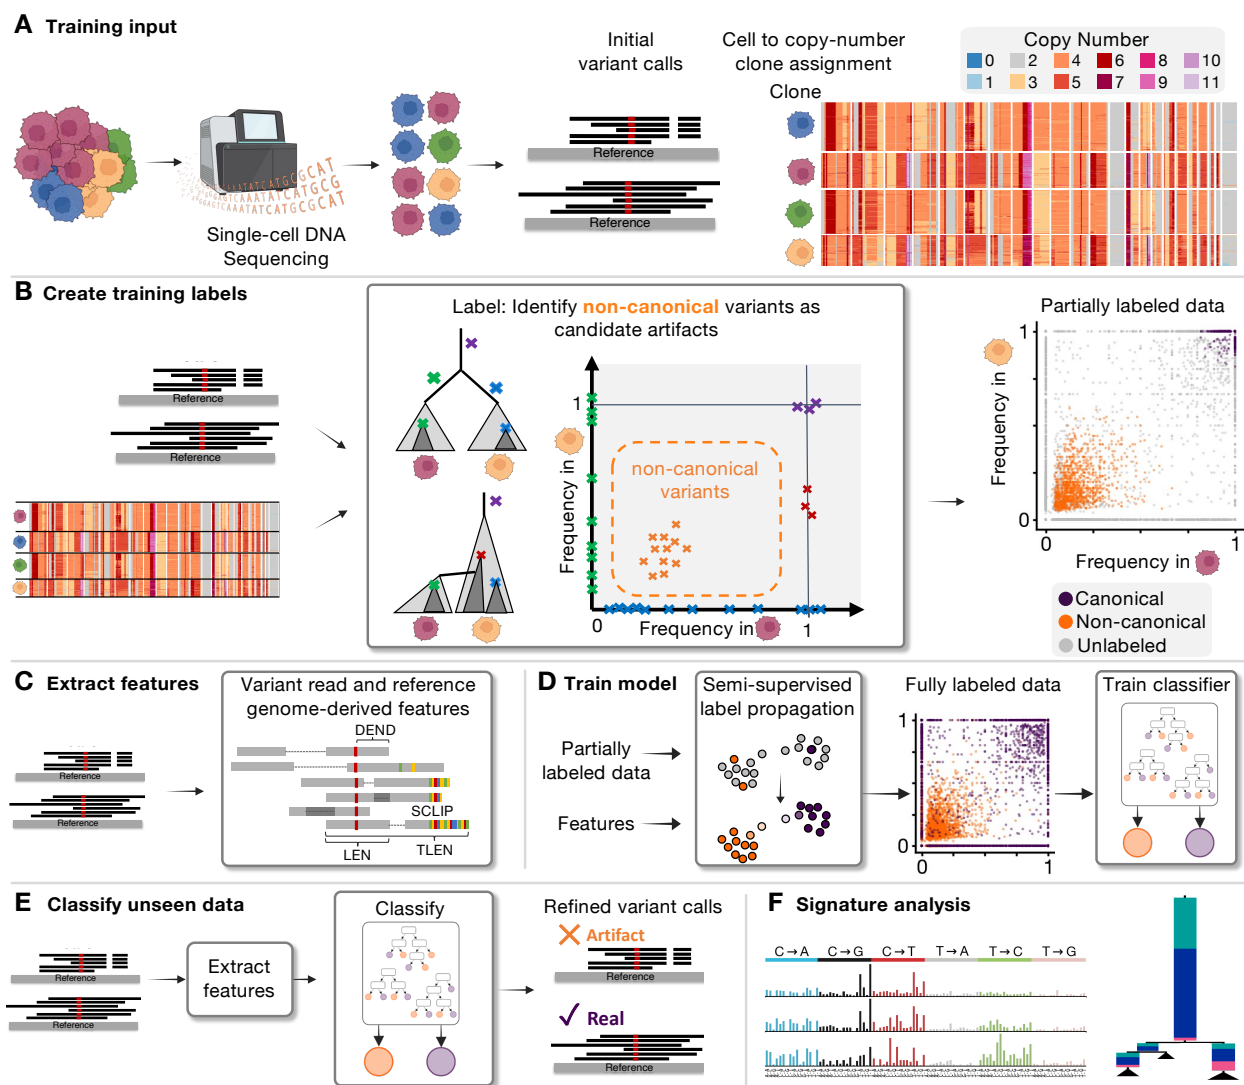 A Training input
Initial
variant calls
Cell to copy-number
clone assignment
Clone
Copy Number
0 2 4 6 8 10
1 3 5 7 9 11
Reference
Reference
Single-cell DNA
Sequencing
B Create training labels
Reference
Reference
Label: Identify non-canonical variants as
candidate artifacts
1
non-canonical
variants
Frequency in
0
Frequency in
1
Partially labeled data
1
Frequency in
0
0
1
Frequency in
Canonical
Non-canonical
Unlabeled
C Extract features
Reference
Reference
Variant read and reference
genome-derived features
DEND
SCLIP
LEN
TLEN
D Train model
Partially
labeled data
Features
Semi-supervised
label propagation
Fully labeled data
1
0
0
1
Train classifier
E Classify unseen data
Reference
Reference
Extract
features
Classify
Refined variant calls
Artifact
Reference
Real
Reference
F Signature analysis
C→A C→G C→T T→A T→C T→G